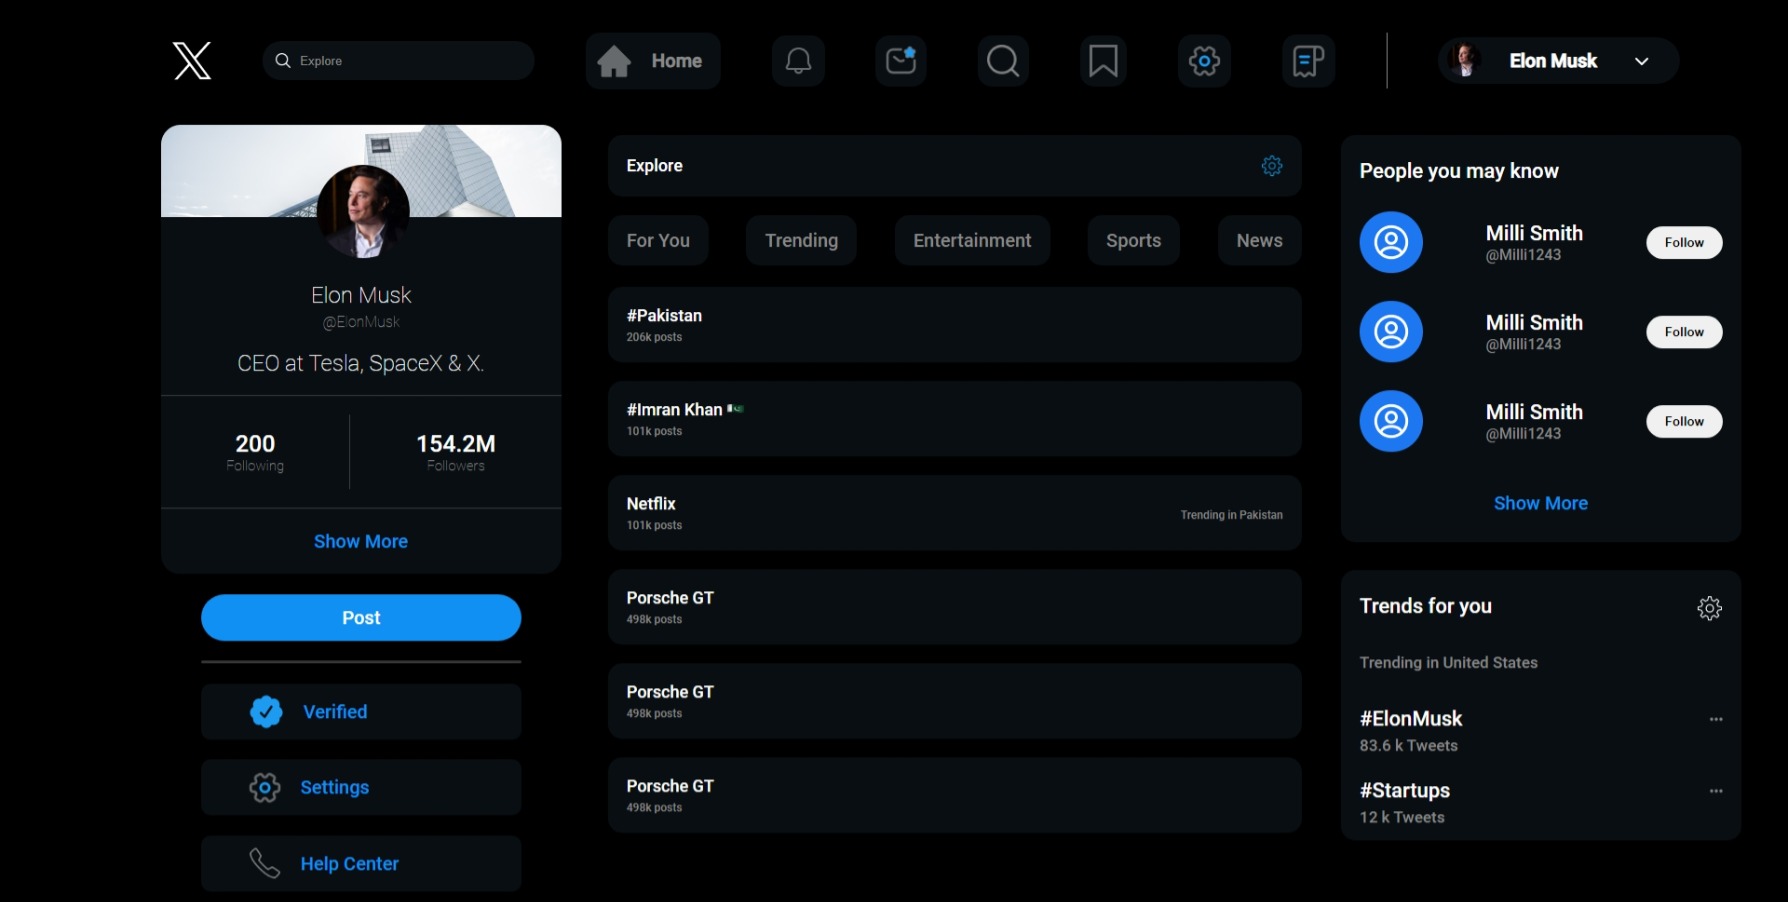 X
Explore
Home
Elon Musk
Elon Musk
@ElonMusk
CEO at Tesla, SpaceX & X.
200
Following
154.2M
Followers
Show More
Post
Verified
Settings
Help Center
Explore
For You
Trending
Entertainment
Sports
News
#Pakistan
206k posts
#Imran Khan 🇵🇰
101k posts
Netflix
101k posts
Trending in Pakistan
Porsche GT
498k posts
Porsche GT
498k posts
Porsche GT
498k posts
People you may know
Milli Smith
@Milli1243
Follow
Milli Smith
@Milli1243
Follow
Milli Smith
@Milli1243
Follow
Show More
Trends for you
Trending in United States
#ElonMusk
83.6 k Tweets
#Startups
12 k Tweets